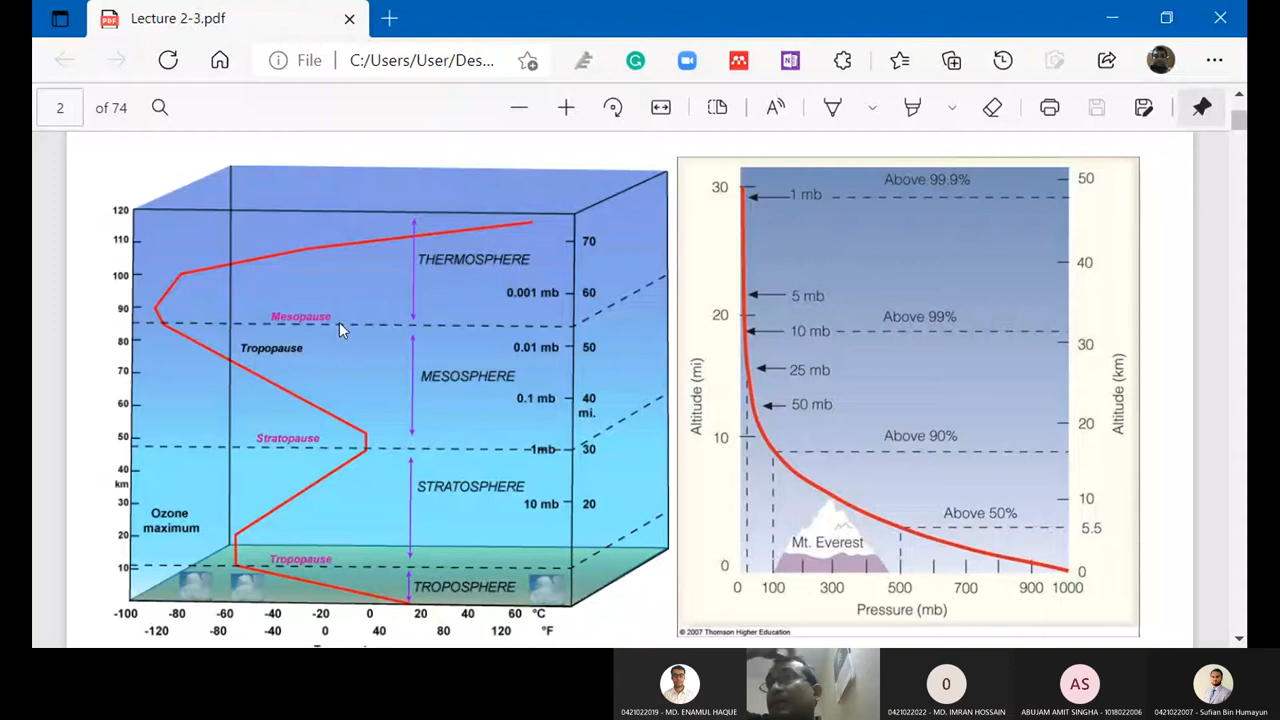 Lecture 2-3.pdf
PDF
File
C:/Users/User/Des...
2 of 74
120
110
100
90
80
70
60
50
40
km
30
20
10
Mesopause
Tropopause
Stratopause
Ozone
maximum
Tropopause
THERMOSPHERE
MESOSPHERE
STRATOSPHERE
TROPOSPHERE
0.001 mb
0.01 mb
0.1 mb
1mb
10 mb
70
60
50
40
mi.
30
20
-100 -80 -60 -40 -20 0 20 40 60 °C
-120 -80 -40 0 40 80 120 °F
30
20
10
0
Altitude (mi)
Above 99.9%
1 mb
5 mb
Above 99%
10 mb
25 mb
50 mb
Above 90%
Above 50%
Mt. Everest
50
40
30
20
10
5.5
0
Altitude (km)
0 100 300 500 700 900 1000
Pressure (mb)
© 2007 Thomson Higher Education
0421022019 - MD. ENAMUL HAQUE
0
0421022022 - MD. IMRAN HOSSAIN
AS
ABUJAM AMIT SINGHA - 1018022006
0421022007 - Sufian Bin Humayun